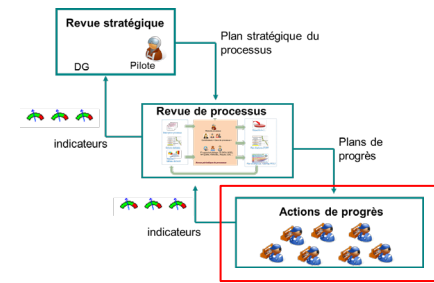 Revue stratégique
DG
Pilote
Plan stratégique du
processus
Revue de processus
indicateurs
Plans de
progrès
Actions de progrès
indicateurs